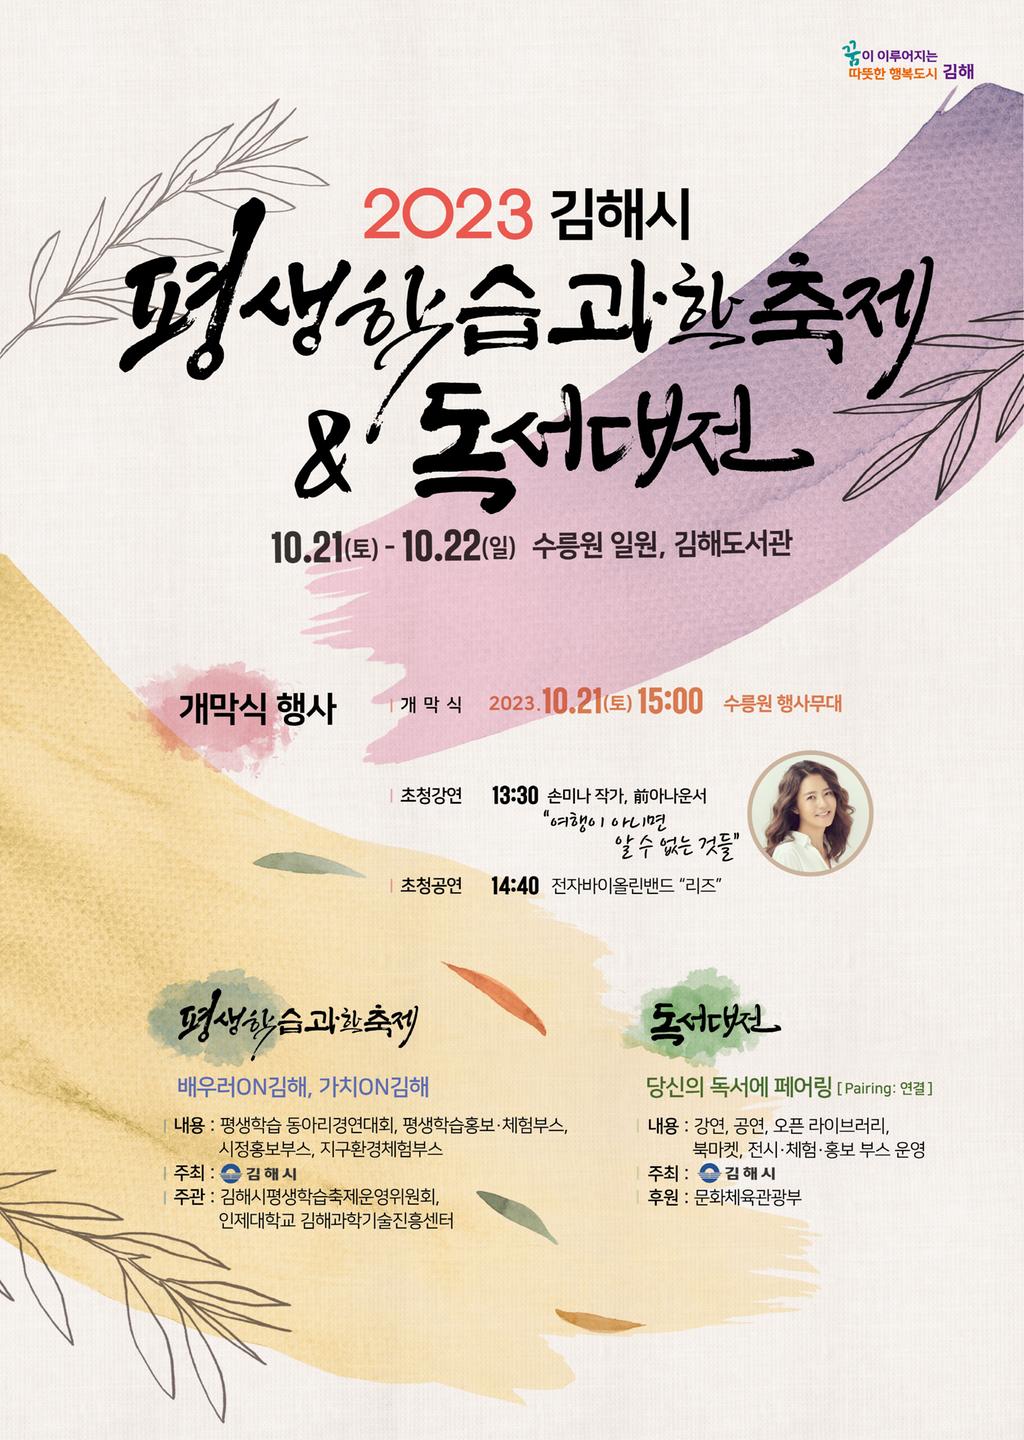 꿈이 이루어지는
따뜻한 행복도시 김해
2023 김해시
평생학습과학축제
& 독서대전
10.21(토) - 10.22(일) 수릉원 일원, 김해도서관
개막식 행사
개 막 식 2023.10.21(토) 15:00 수릉원 행사무대
초청강연 13:30 손미나 작가, 前아나운서
"여행이 아니면
알 수 없는 것들"
초청공연 14:40 전자바이올린밴드 “리즈”
평생학습과학축제
배우러ON김해, 가치ON김해
내용 : 평생학습 동아리경연대회, 평생학습홍보·체험부스,
시정홍보부스, 지구환경체험부스
주최 : 김해시
주관 : 김해시평생학습축제운영위원회,
인제대학교 김해과학기술진흥센터
독서대전
당신의 독서에 페어링 [ Pairing: 연결 ]
내용 : 강연, 공연, 오픈 라이브러리,
북마켓, 전시·체험·홍보 부스 운영
주최 : 김해시
후원 : 문화체육관광부